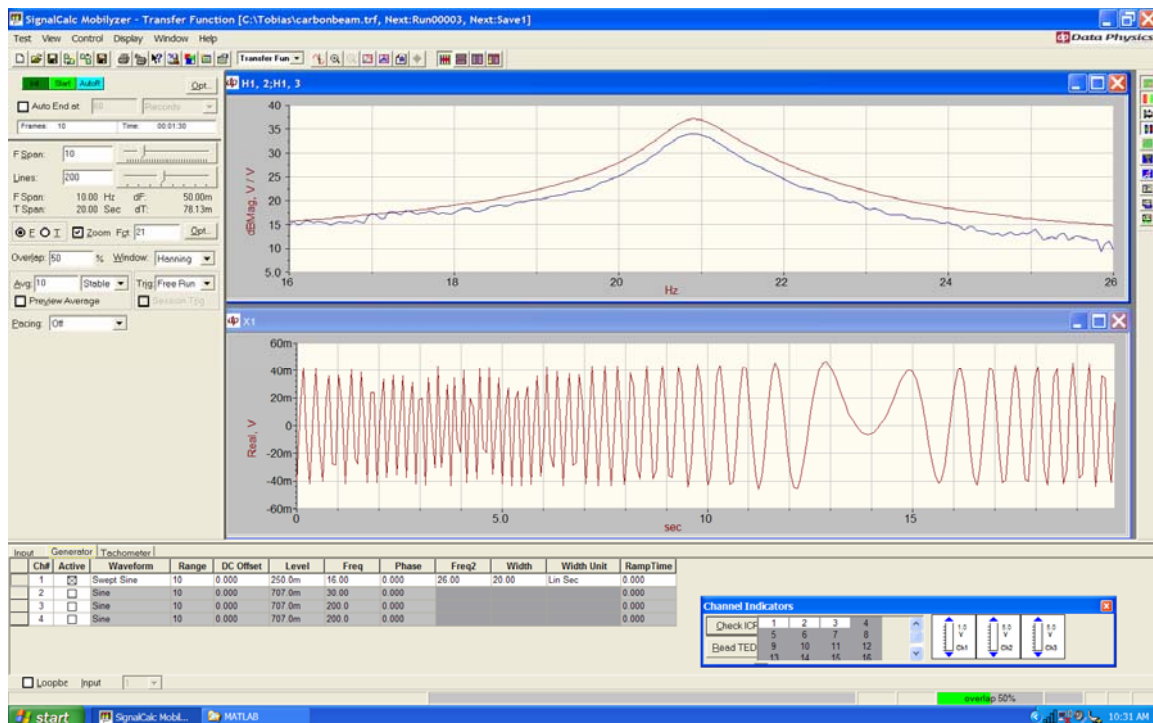 SignalCalc Mobilyzer - Transfer Function [C:\Tobias\carbonbeam.trf, Next:Run00003, Next:Save1]
Test View Control Display Window Help
Data Physics
Transfer Fun
Start AutoR Opt...
Auto End at Records
Frames: 10 Time: 00:01:30
F Span: 10
Lines: 200
F Span: 10.00 Hz dF: 50.00m
T Span: 20.00 Sec dT: 78.13m
F T Zoom Fct 21 Opt...
Overlap: 50 % Window: Hanning
Avg: 10 Stable Trig: Free Run
Preview Average Session Trig
Pacing: Off
H1, 2;H1, 3
dBMag, V / V
40
35
30
25
20
15
10
5.0
16 18 20 22 24 26
Hz
X1
Real, V
60m
40m
20m
0
-20m
-40m
-60m
0 5.0 10 15
sec
Input Generator Tachometer
Ch# Active Waveform Range DC Offset Level Freq Phase Freq2 Width Width Unit RampTime
1 Swept Sine 10 0.000 250.0m 16.00 0.000 26.00 20.00 Lin Sec 0.000
2 Sine 10 0.000 707.0m 30.00 0.000 0.000
3 Sine 10 0.000 707.0m 200.0 0.000 0.000
4 Sine 10 0.000 707.0m 200.0 0.000 0.000
Channel Indicators
Check ICP
Read TED
1 2 3 4
5 6 7 8
9 10 11 12
13 14 15 16
1.0 V Ch1
5.0 V Ch2
5.0 V Ch3
Loopbe Input 1
overlap 50%
start SignalCalc Mobil... MATLAB 10:31 AM